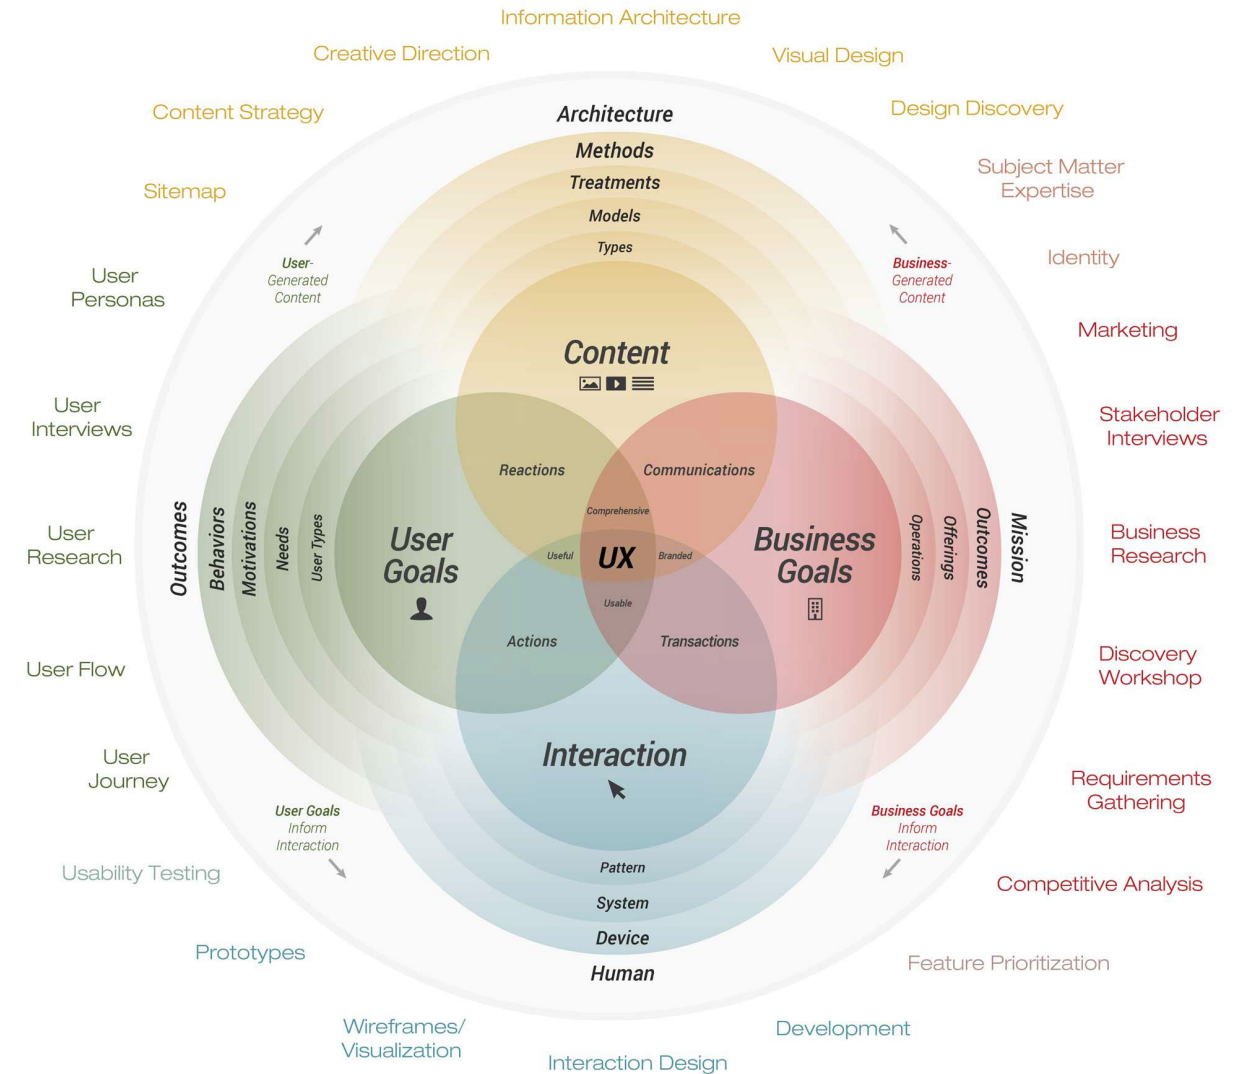 Information Architecture
Creative Direction
Visual Design
Content Strategy
Design Discovery
Architecture
Methods
Subject Matter
Expertise
Treatments
Sitemap
Models
Types
User-
Generated
Content
Business-
Generated
Content
Identity
User
Personas
Marketing
Content
User
Interviews
Stakeholder
Interviews
Reactions
Communications
Comprehensive
User
Research
Outcomes
Behaviors
Motivations
Needs
User Types
User
Goals
Useful
UX
Branded
Business
Goals
Operations
Offerings
Outcomes
Mission
Business
Research
Usable
Actions
Transactions
User Flow
Discovery
Workshop
Interaction
User
Journey
Requirements
Gathering
User Goals
Inform
Interaction
Business Goals
Inform
Interaction
Usability Testing
Pattern
Competitive Analysis
System
Device
Prototypes
Human
Feature Prioritization
Wireframes/
Visualization
Development
Interaction Design